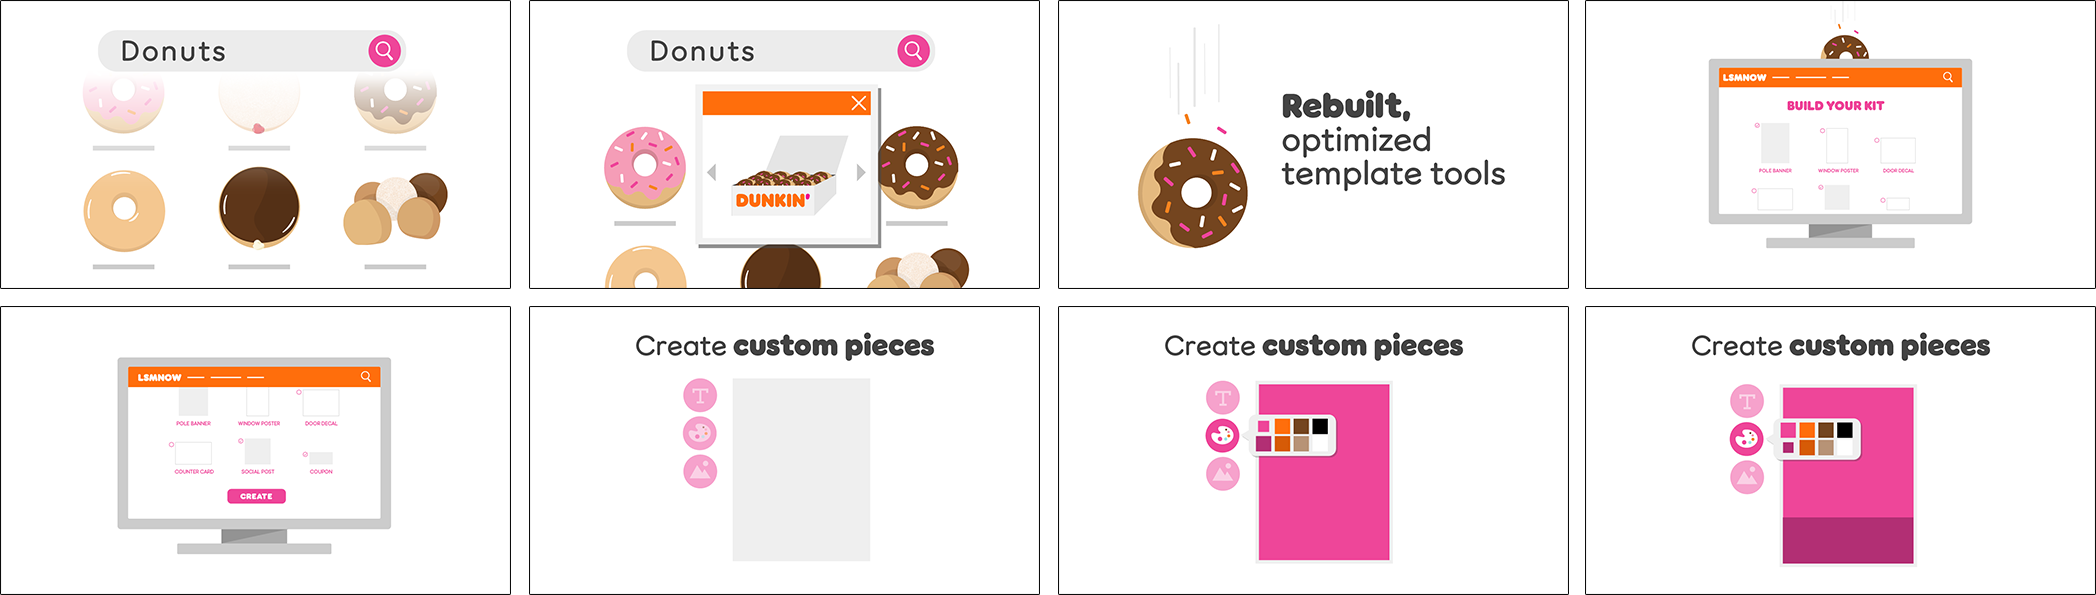 Donuts
Donuts
DUNKIN'
Rebuilt,
optimized
template tools
LSMNOW
BUILD YOUR KIT
POLE BANNER
WINDOW POSTER
DOOR DECAL
LSMNOW
POLE BANNER
WINDOW POSTER
DOOR DECAL
COUNTER CARD
SOCIAL POST
COUPON
CREATE
Create custom pieces
T
Create custom pieces
T
Create custom pieces
T